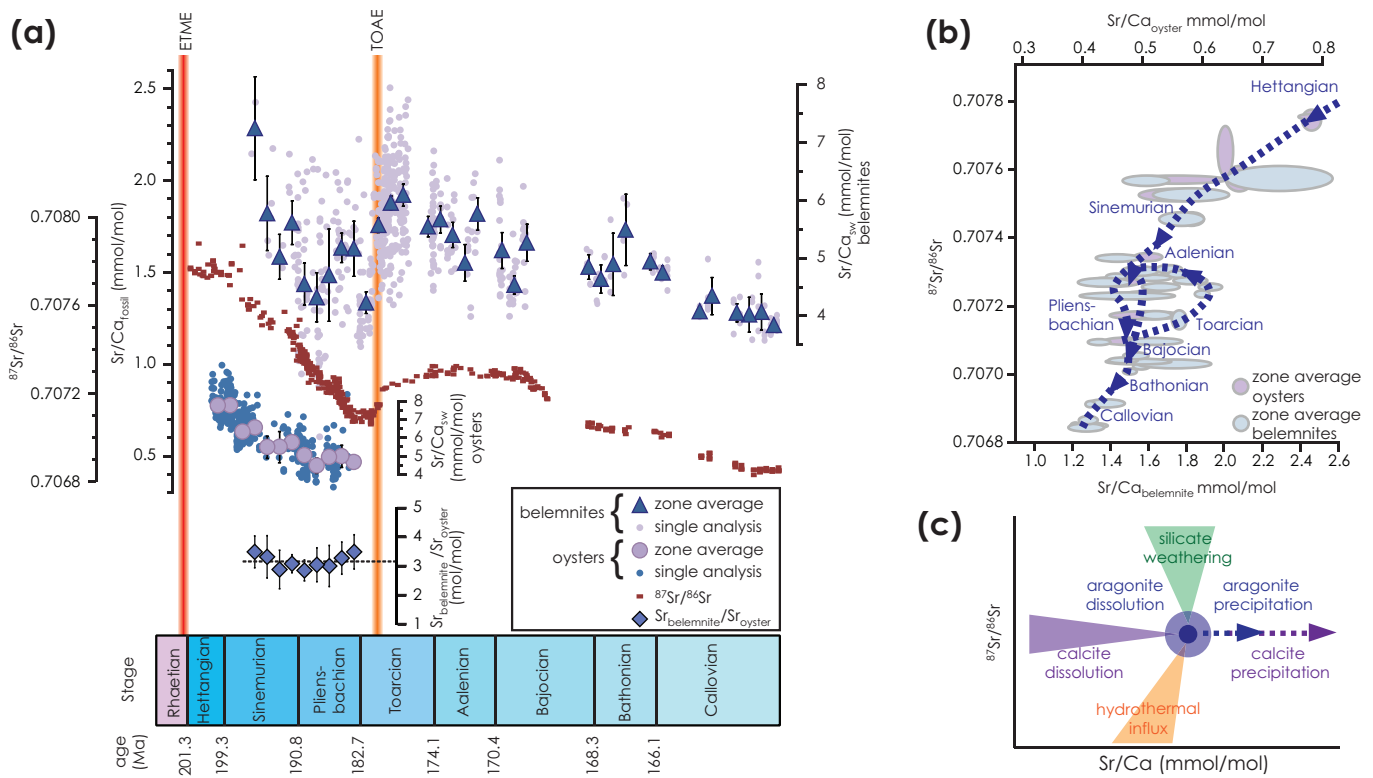 (a)
ETME
TOAE
2.5
2.0
1.5
1.0
0.5
Sr/Cafossil (mmol/mol)
0.7080
0.7076
0.7072
0.7068
87Sr/86Sr
8
7
6
5
4
Sr/Casw (mmol/mol)
belemnites
8
7
6
5
4
Sr/Casw
(mmol/mol)
oysters
5
4
3
2
1
Srbelemnite/Sroyster
(mol/mol)
belemnites { zone average
single analysis
oysters { zone average
single analysis
87Sr/86Sr
Srbelemnite/Sroyster
Stage
Rhaetian
Hettangian
Sinemurian
Pliens-
bachian
Toarcian
Aalenian
Bajocian
Bathonian
Callovian
age
(Ma)
201.3
199.3
190.8
182.7
174.1
170.4
168.3
166.1
(b)
Sr/Caoyster mmol/mol
0.3 0.4 0.5 0.6 0.7 0.8
0.7078
0.7076
0.7074
0.7072
0.7070
0.7068
87Sr/86Sr
Hettangian
Sinemurian
Aalenian
Pliens-
bachian
Toarcian
Bajocian
Bathonian
Callovian
zone average
oysters
zone average
belemnites
1.0 1.2 1.4 1.6 1.8 2.0 2.2 2.4 2.6
Sr/Cabelemnite mmol/mol
(c)
87Sr/86Sr
silicate
weathering
aragonite
dissolution
aragonite
precipitation
calcite
dissolution
calcite
precipitation
hydrothermal
influx
Sr/Ca (mmol/mol)